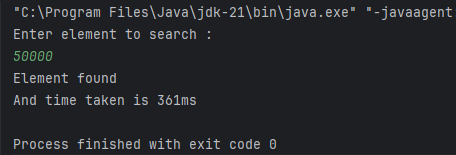 "C:\Program Files\Java\jdk-21\bin\java.exe" "-javaagent
Enter element to search :
50000
Element found
And time taken is 361ms
Process finished with exit code 0